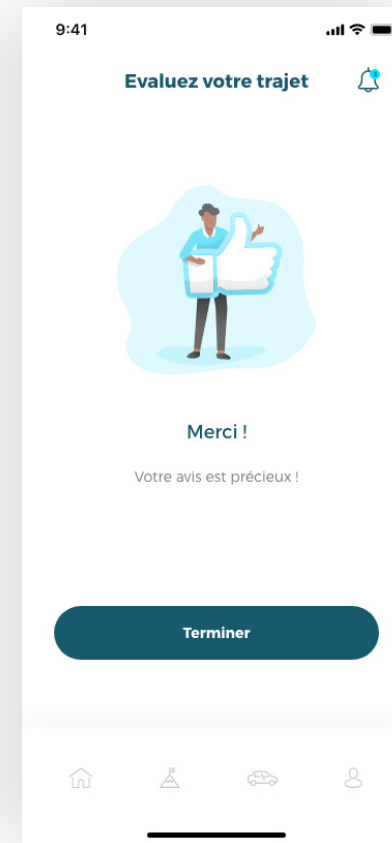 9:41
Evaluez votre trajet
Merci !
Votre avis est précieux !
Terminer